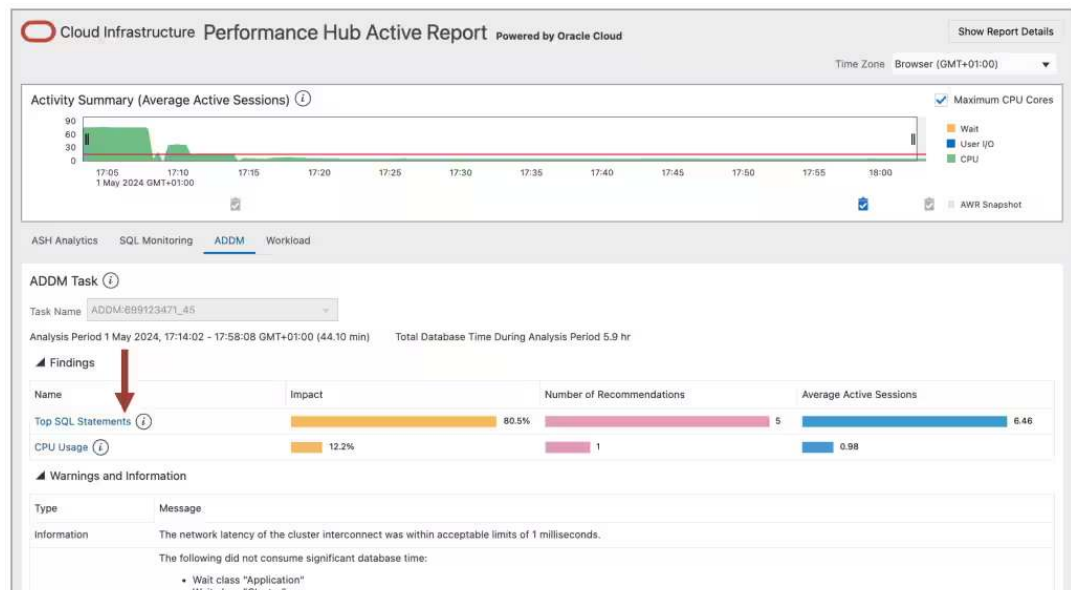 Cloud Infrastructure Performance Hub Active Report Powered by Oracle Cloud
Show Report Details
Time Zone Browser (GMT+01:00)
Activity Summary (Average Active Sessions)
Maximum CPU Cores
90
60
30
0
Wait
User I/O
CPU
17:05 17:10 17:15 17:20 17:25 17:30 17:35 17:40 17:45 17:50 17:55 18:00
1 May 2024 GMT+01:00
AWR Snapshot
ASH Analytics SQL Monitoring ADDM Workload
ADDM Task
Task Name ADDM:699123471_45
Analysis Period 1 May 2024, 17:14:02 - 17:58:08 GMT+01:00 (44.10 min) Total Database Time During Analysis Period 5.9 hr
Findings
Name Impact Number of Recommendations Average Active Sessions
Top SQL Statements 80.5% 5 6.46
CPU Usage 12.2% 1 0.98
Warnings and Information
Type Message
Information The network latency of the cluster interconnect was within acceptable limits of 1 milliseconds.
The following did not consume significant database time:
• Wait class "Application"